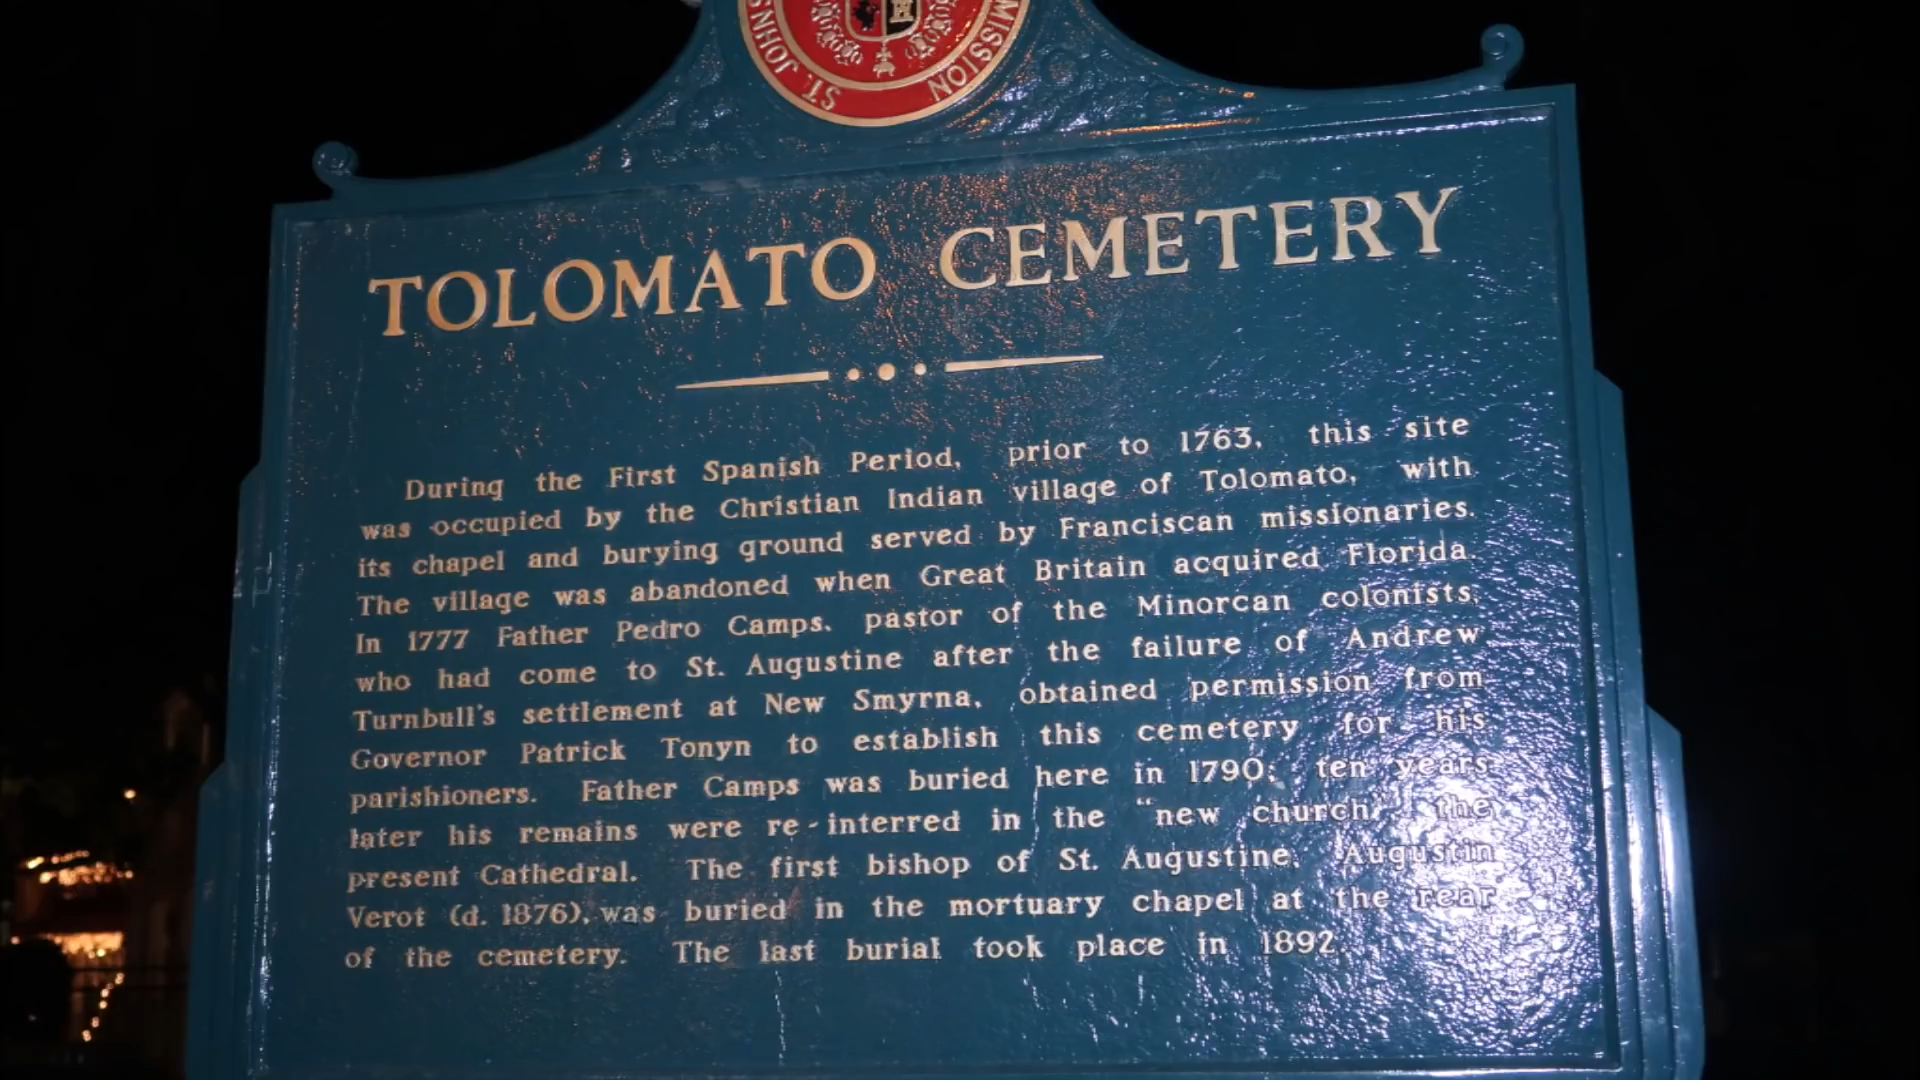 ST. JOHNS
MISSION
TOLOMATO CEMETERY
During the First Spanish Period, prior to 1763, this site
was occupied by the Christian Indian village of Tolomato, with
its chapel and burying ground served by Franciscan missionaries.
The village was abandoned when Great Britain acquired Florida.
In 1777 Father Pedro Camps, pastor of the Minorcan colonists,
who had come to St. Augustine after the failure of Andrew
Turnbull's settlement at New Smyrna, obtained permission from
Governor Patrick Tonyn to establish this cemetery for his
parishioners. Father Camps was buried here in 1790; ten years
later his remains were re-interred in the "new church," the
present Cathedral. The first bishop of St. Augustine, Augustin
Verot (d. 1876), was buried in the mortuary chapel at the rear
of the cemetery. The last burial took place in 1892.